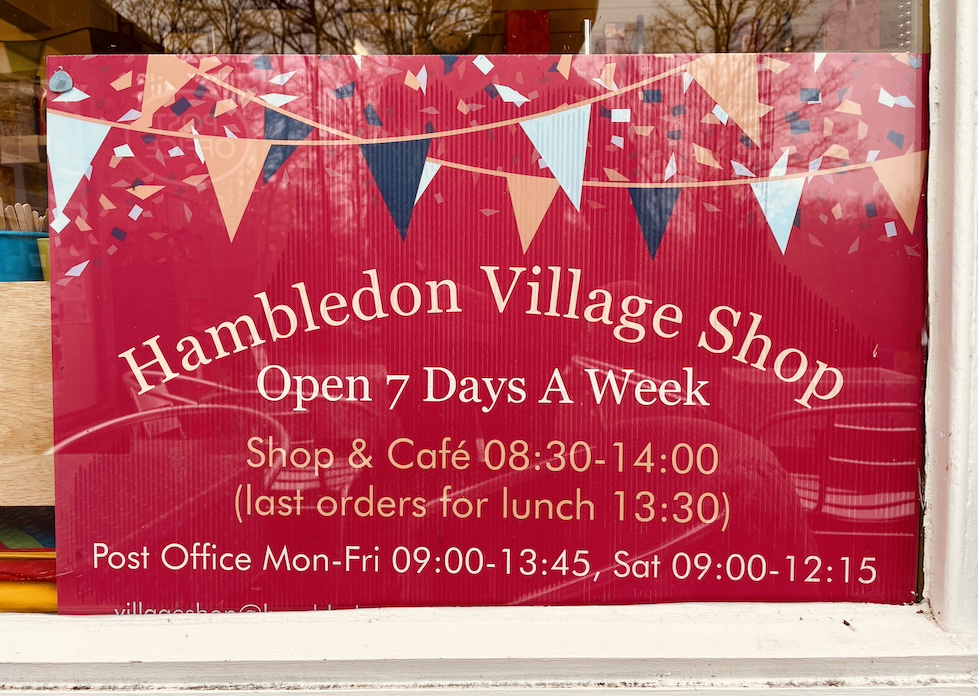 Hambledon Village Shop
Open 7 Days A Week
Shop & Café 08:30-14:00
(last orders for lunch 13:30)
Post Office Mon-Fri 09:00-13:45, Sat 09:00-12:15